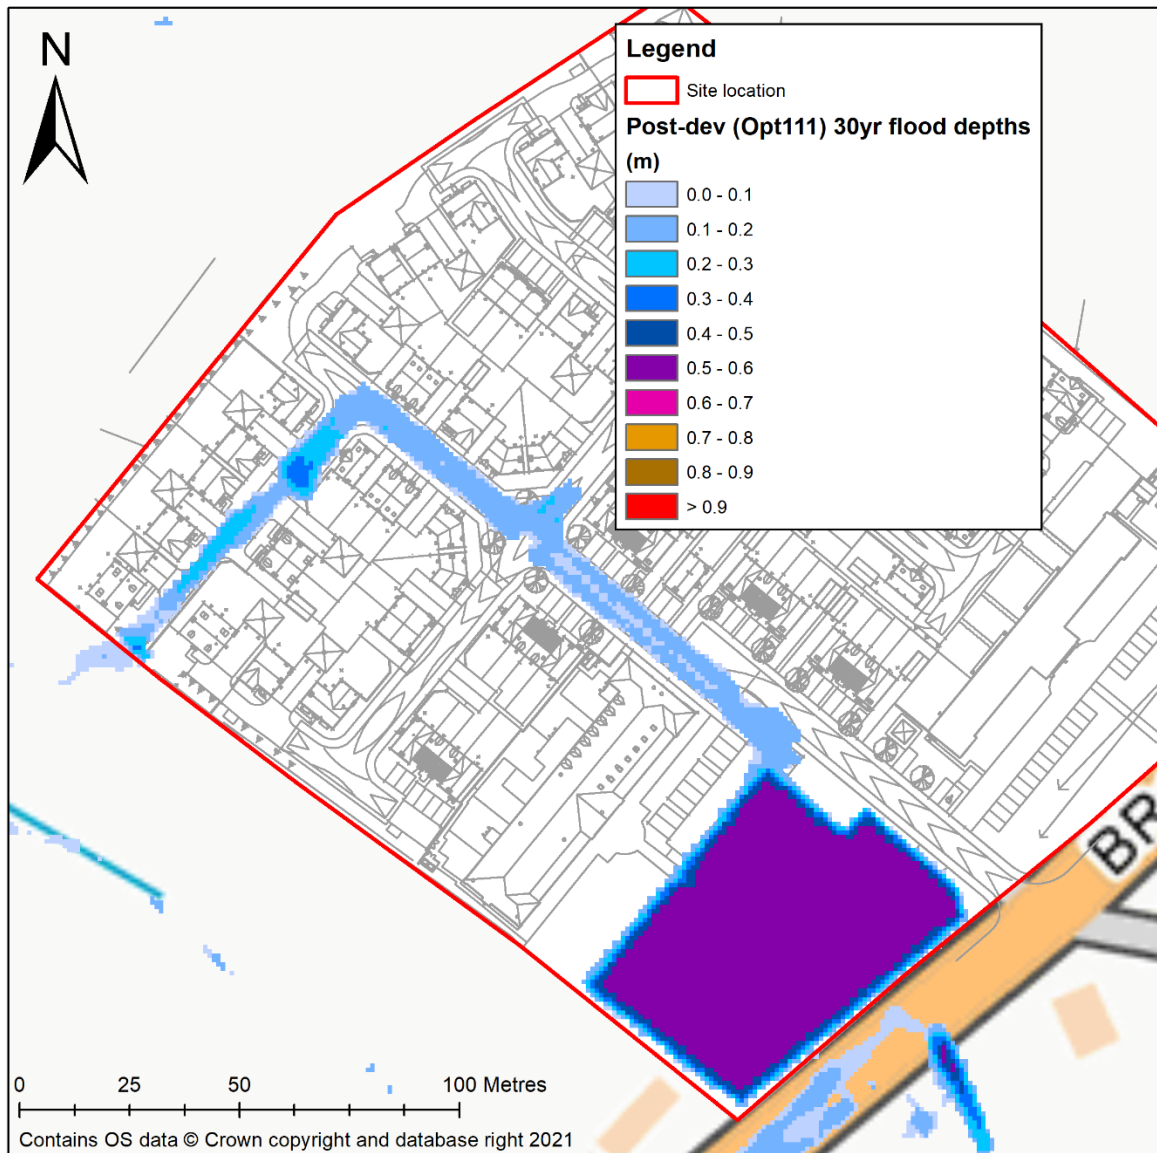 N
Legend
Site location
Post-dev (Opt111) 30yr flood depths
(m)
0.0 - 0.1
0.1 - 0.2
0.2 - 0.3
0.3 - 0.4
0.4 - 0.5
0.5 - 0.6
0.6 - 0.7
0.7 - 0.8
0.8 - 0.9
> 0.9
BR
0 25 50 100 Metres
Contains OS data © Crown copyright and database right 2021